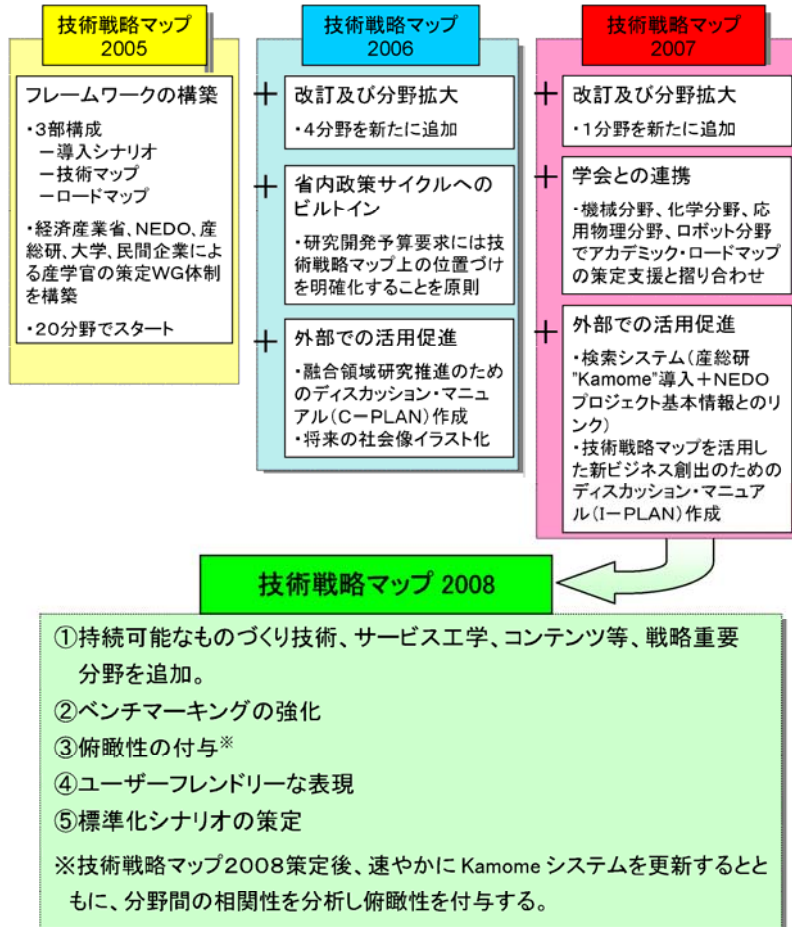 技術戦略マップ
2005
フレームワークの構築
・3部構成
－導入シナリオ
－技術マップ
－ロードマップ
・経済産業省、NEDO、産
総研、大学、民間企業によ
る産学官の策定WG体制
を構築
・20分野でスタート
技術戦略マップ
2006
＋ 改訂及び分野拡大
・4分野を新たに追加
＋ 省内政策サイクルへの
ビルトイン
・研究開発予算要求には技
術戦略マップ上の位置づけ
を明確化することを原則
＋ 外部での活用促進
・融合領域研究推進のため
のディスカッション・マニュ
アル（C－PLAN）作成
・将来の社会像イラスト化
技術戦略マップ
2007
＋ 改訂及び分野拡大
・1分野を新たに追加
＋ 学会との連携
・機械分野、化学分野、応
用物理分野、ロボット分野
でアカデミック・ロードマップ
の策定支援と摺り合わせ
＋ 外部での活用促進
・検索システム（産総研
”Kamome”導入＋NEDO
プロジェクト基本情報とのリ
ンク）
・技術戦略マップを活用し
た新ビジネス創出のための
ディスカッション・マニュア
ル（I－PLAN）作成
技術戦略マップ 2008
①持続可能なものづくり技術、サービス工学、コンテンツ等、戦略重要
分野を追加。
②ベンチマーキングの強化
③俯瞰性の付与※
④ユーザーフレンドリーな表現
⑤標準化シナリオの策定
※技術戦略マップ2008策定後、速やかに Kamome システムを更新するとと
もに、分野間の相関性を分析し俯瞰性を付与する。